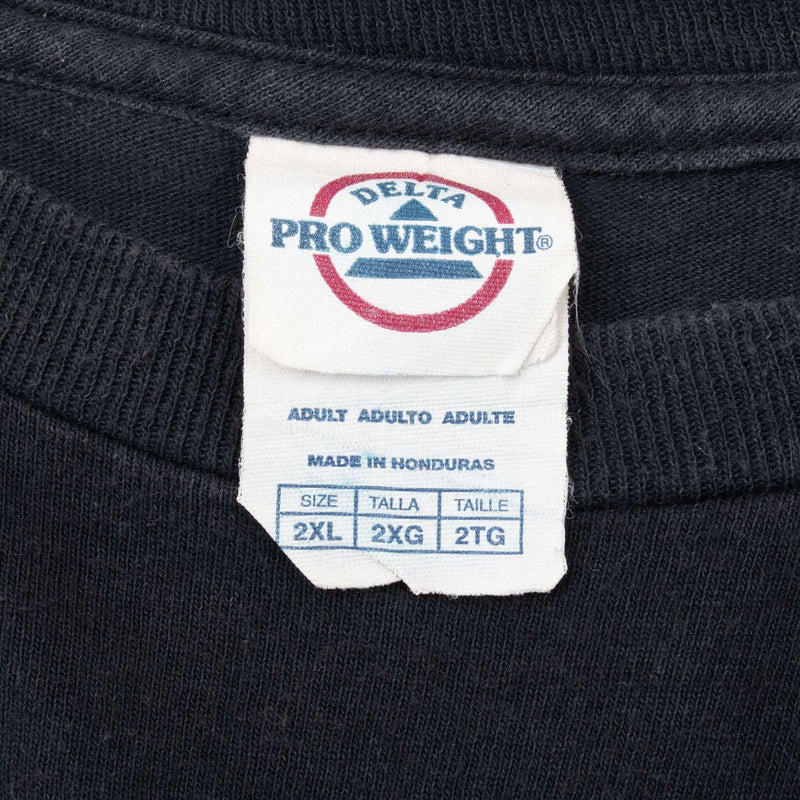 DELTA
PRO WEIGHT®
ADULT ADULTO ADULTE
MADE IN HONDURAS
SIZE TALLA TAILLE
2XL 2XG 2TG